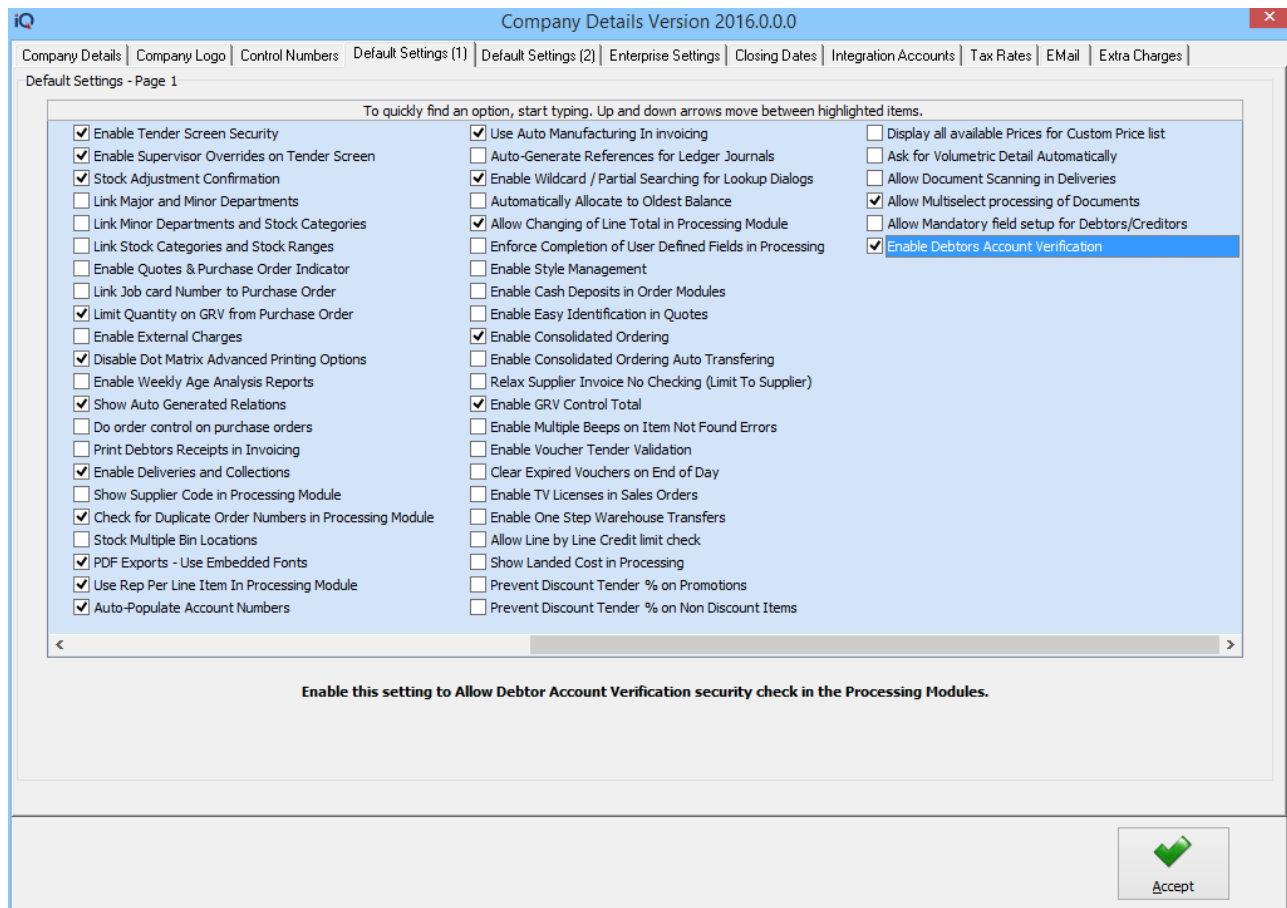 iQ
Company Details Version 2016.0.0.0
Company Details
Company Logo
Control Numbers
Default Settings (1)
Default Settings (2)
Enterprise Settings
Closing Dates
Integration Accounts
Tax Rates
EMail
Extra Charges
Default Settings - Page 1
To quickly find an option, start typing. Up and down arrows move between highlighted items.
Enable Tender Screen Security
Enable Supervisor Overrides on Tender Screen
Stock Adjustment Confirmation
Link Major and Minor Departments
Link Minor Departments and Stock Categories
Link Stock Categories and Stock Ranges
Enable Quotes & Purchase Order Indicator
Link Job card Number to Purchase Order
Limit Quantity on GRV from Purchase Order
Enable External Charges
Disable Dot Matrix Advanced Printing Options
Enable Weekly Age Analysis Reports
Show Auto Generated Relations
Do order control on purchase orders
Print Debtors Receipts in Invoicing
Enable Deliveries and Collections
Show Supplier Code in Processing Module
Check for Duplicate Order Numbers in Processing Module
Stock Multiple Bin Locations
PDF Exports - Use Embedded Fonts
Use Rep Per Line Item In Processing Module
Auto-Populate Account Numbers
Use Auto Manufacturing In invoicing
Auto-Generate References for Ledger Journals
Enable Wildcard / Partial Searching for Lookup Dialogs
Automatically Allocate to Oldest Balance
Allow Changing of Line Total in Processing Module
Enforce Completion of User Defined Fields in Processing
Enable Style Management
Enable Cash Deposits in Order Modules
Enable Easy Identification in Quotes
Enable Consolidated Ordering
Enable Consolidated Ordering Auto Transfering
Relax Supplier Invoice No Checking (Limit To Supplier)
Enable GRV Control Total
Enable Multiple Beeps on Item Not Found Errors
Enable Voucher Tender Validation
Clear Expired Vouchers on End of Day
Enable TV Licenses in Sales Orders
Enable One Step Warehouse Transfers
Allow Line by Line Credit limit check
Show Landed Cost in Processing
Prevent Discount Tender % on Promotions
Prevent Discount Tender % on Non Discount Items
Display all available Prices for Custom Price list
Ask for Volumetric Detail Automatically
Allow Document Scanning in Deliveries
Allow Multiselect processing of Documents
Allow Mandatory field setup for Debtors/Creditors
Enable Debtors Account Verification
Enable this setting to Allow Debtor Account Verification security check in the Processing Modules.
Accept